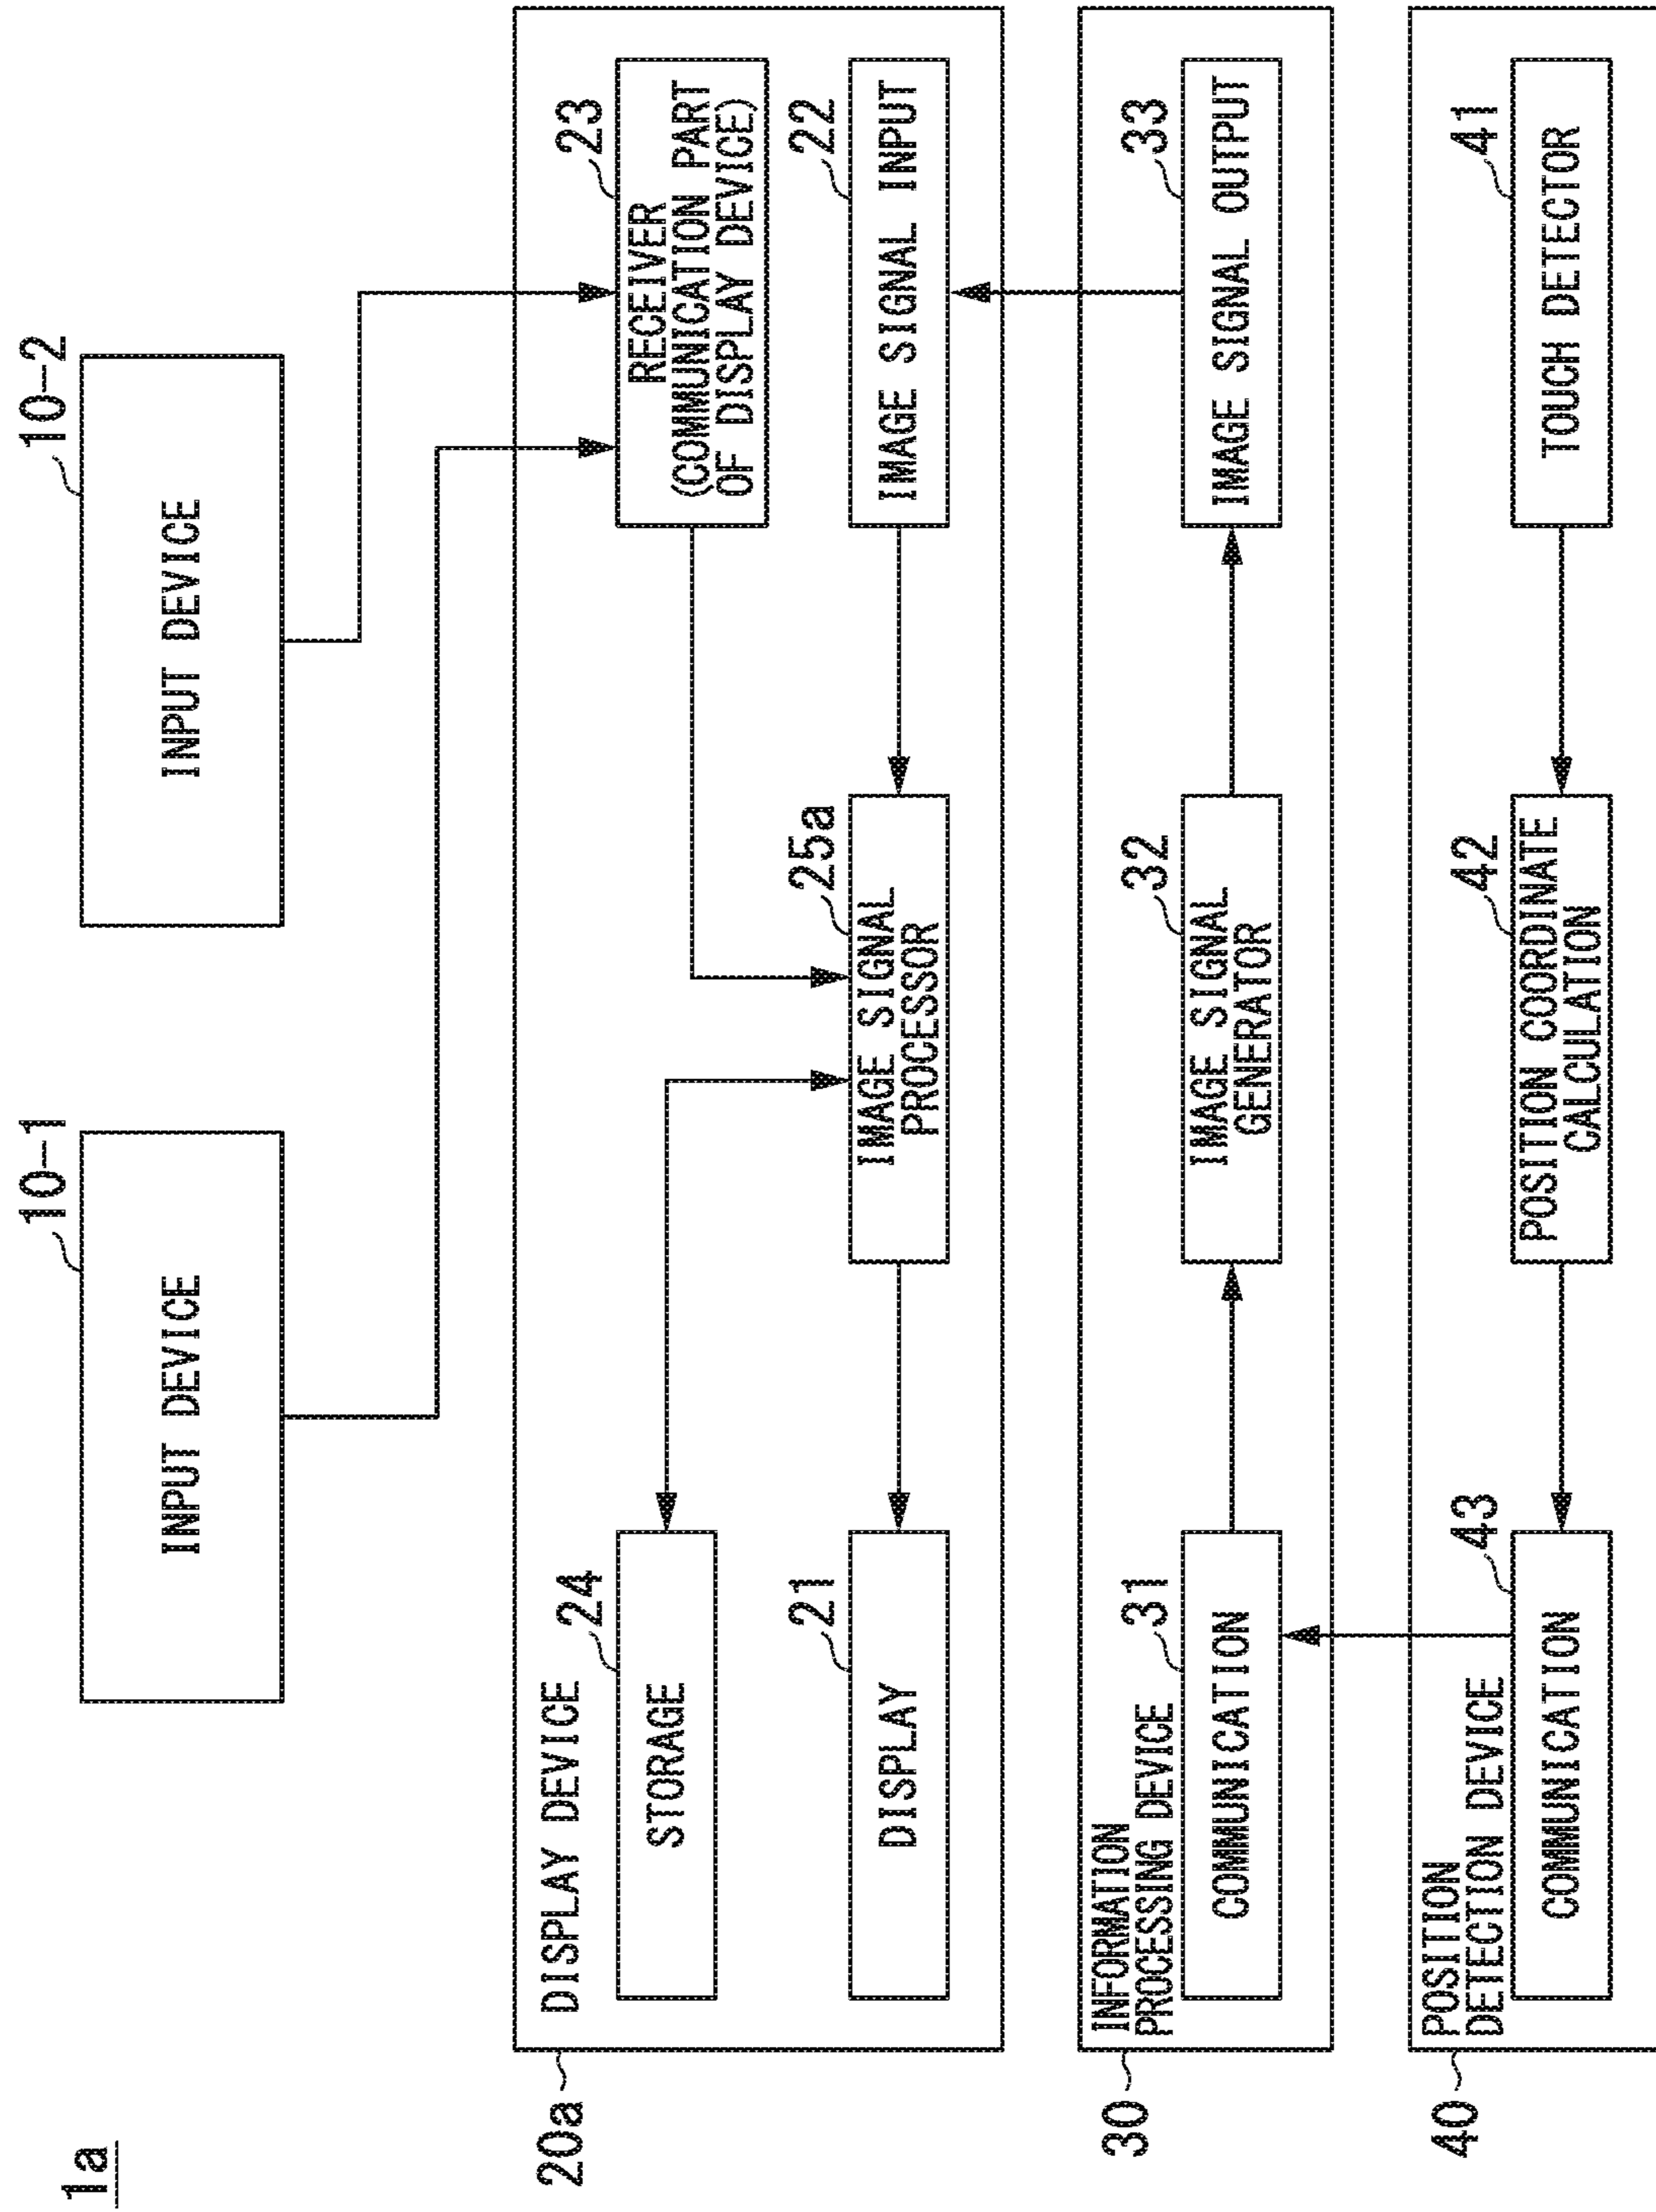 1a
10-1
INPUT DEVICE
10-2
INPUT DEVICE
20a
DISPLAY DEVICE
24
STORAGE
23
RECEIVER
(COMMUNICATION PART
OF DISPLAY DEVICE)
21
DISPLAY
25a
IMAGE SIGNAL
PROCESSOR
22
IMAGE SIGNAL INPUT
30
INFORMATION
PROCESSING DEVICE
31
COMMUNICATION
32
IMAGE SIGNAL
GENERATOR
33
IMAGE SIGNAL OUTPUT
40
POSITION
DETECTION DEVICE
43
COMMUNICATION
42
POSITION COORDINATE
CALCULATION
41
TOUCH DETECTOR